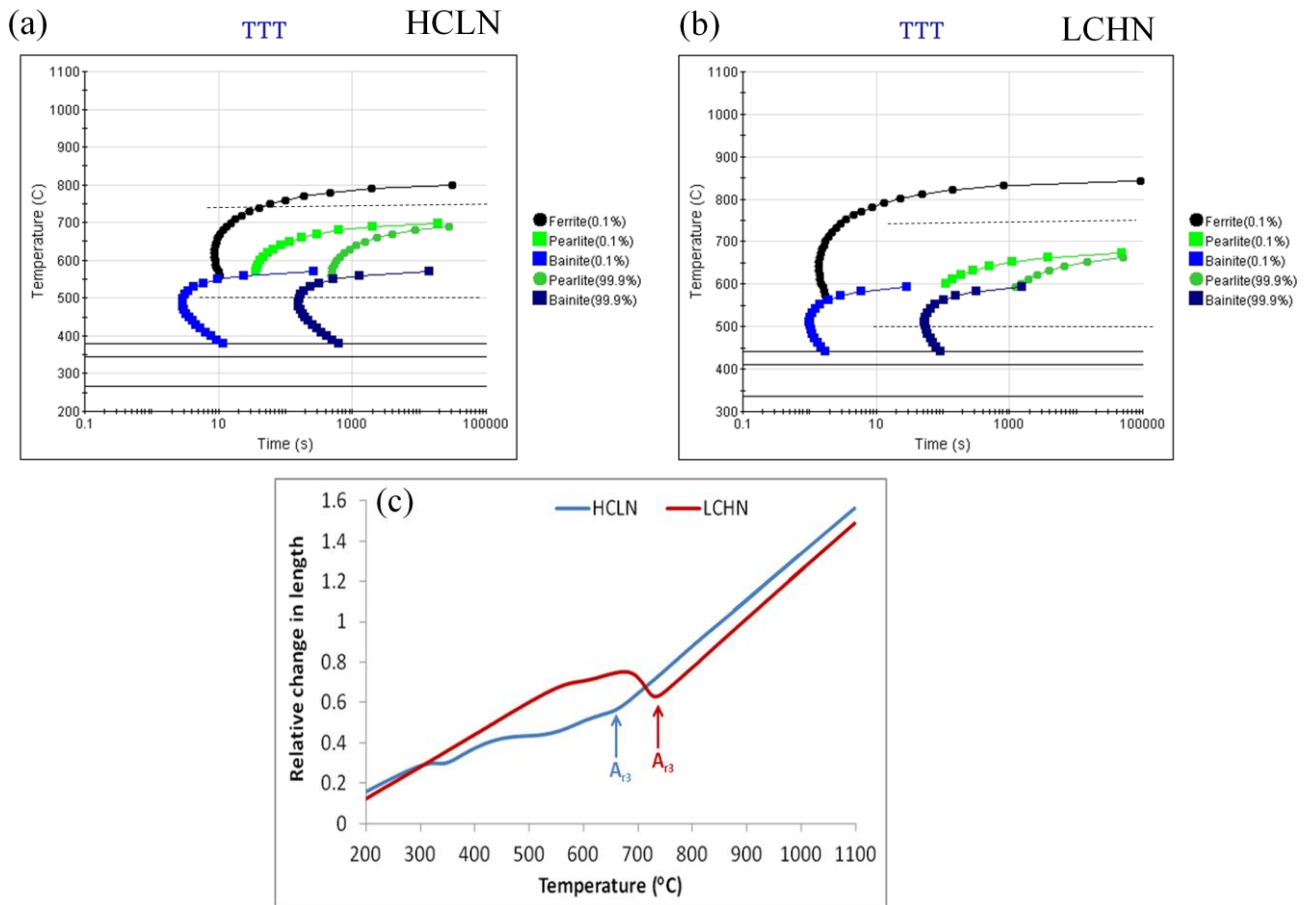 (a)
TTT
HCLN
1100
1000
900
800
700
600
500
400
300
200
Temperature (C)
0.1
10
1000
100000
Time (s)
Ferrite(0.1%)
Pearlite(0.1%)
Bainite(0.1%)
Pearlite(99.9%)
Bainite(99.9%)
(b)
TTT
LCHN
1100
1000
900
800
700
600
500
400
300
Temperature (C)
0.1
10
1000
100000
Time (s)
Ferrite(0.1%)
Pearlite(0.1%)
Bainite(0.1%)
Pearlite(99.9%)
Bainite(99.9%)
(c)
HCLN
LCHN
1.6
1.4
1.2
1
0.8
0.6
0.4
0.2
0
Relative change in length
Ar3
Ar3
200 300 400 500 600 700 800 900 1000 1100
Temperature (°C)